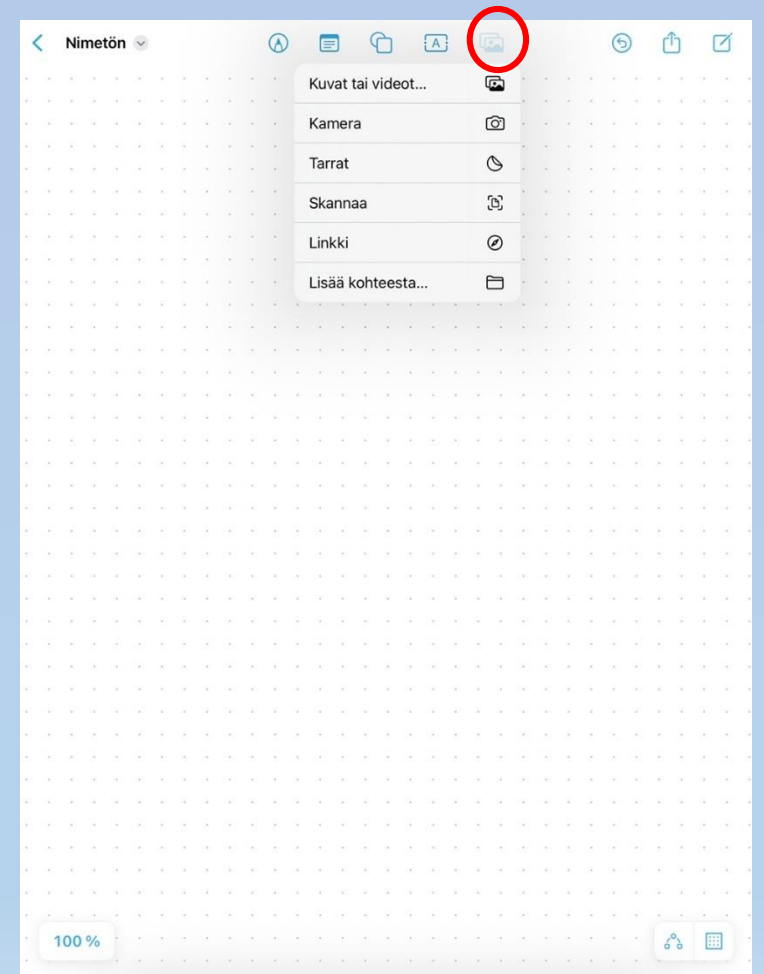 Nimetön
A
Kuvat tai videot...
Kamera
Tarrat
Skannaa
Linkki
Lisää kohteesta...
100 %